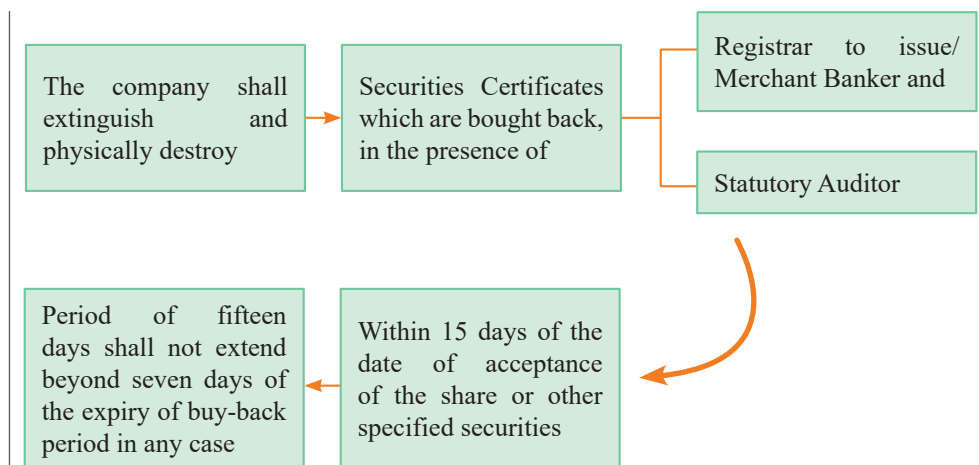 The company shall
extinguish and
physically destroy
Securities Certificates
which are bought back,
in the presence of
Registrar to issue/
Merchant Banker and
Statutory Auditor
Within 15 days of the
date of acceptance
of the share or other
specified securities
Period of fifteen
days shall not extend
beyond seven days of
the expiry of buy-back
period in any case